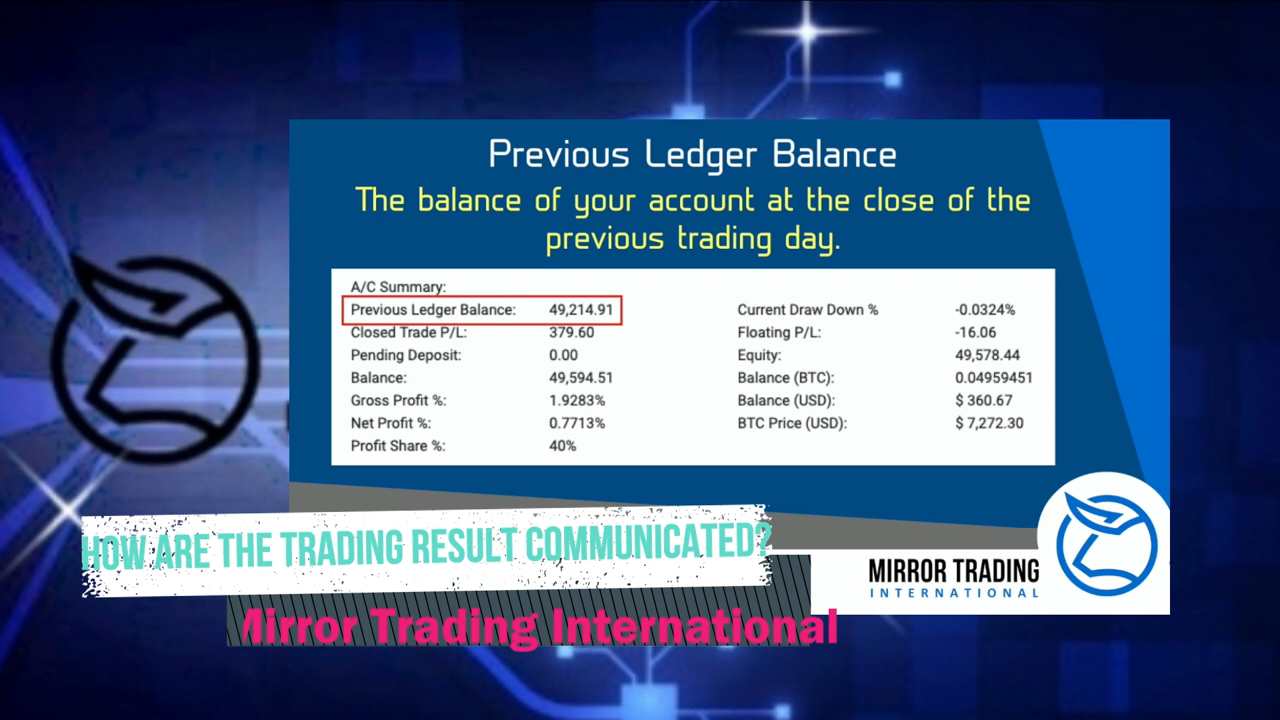 Previous Ledger Balance
The balance of your account at the close of the
previous trading day.
A/C Summary:
Previous Ledger Balance: 49,214.91
Closed Trade P/L: 379.60
Pending Deposit: 0.00
Balance: 49,594.51
Gross Profit %: 1.9283%
Net Profit %: 0.7713%
Profit Share %: 40%
Current Draw Down % -0.0324%
Floating P/L: -16.06
Equity: 49,578.44
Balance (BTC): 0.04959451
Balance (USD): $ 360.67
BTC Price (USD): $ 7,272.30
HOW ARE THE TRADING RESULT COMMUNICATED?
Mirror Trading International
MIRROR TRADING
INTERNATIONAL